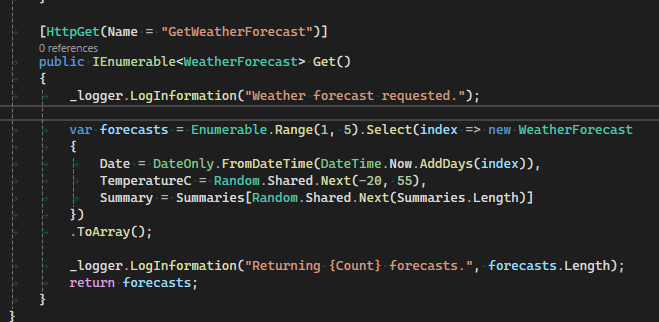 }
[HttpGet(Name = "GetWeatherForecast")]
0 references
public IEnumerable<WeatherForecast> Get()
{
_logger.LogInformation("Weather forecast requested.");
var forecasts = Enumerable.Range(1, 5).Select(index => new WeatherForecast
{
Date = DateOnly.FromDateTime(DateTime.Now.AddDays(index)),
TemperatureC = Random.Shared.Next(-20, 55),
Summary = Summaries[Random.Shared.Next(Summaries.Length)]
})
.ToArray();
_logger.LogInformation("Returning {Count} forecasts.", forecasts.Length);
return forecasts;
}
}